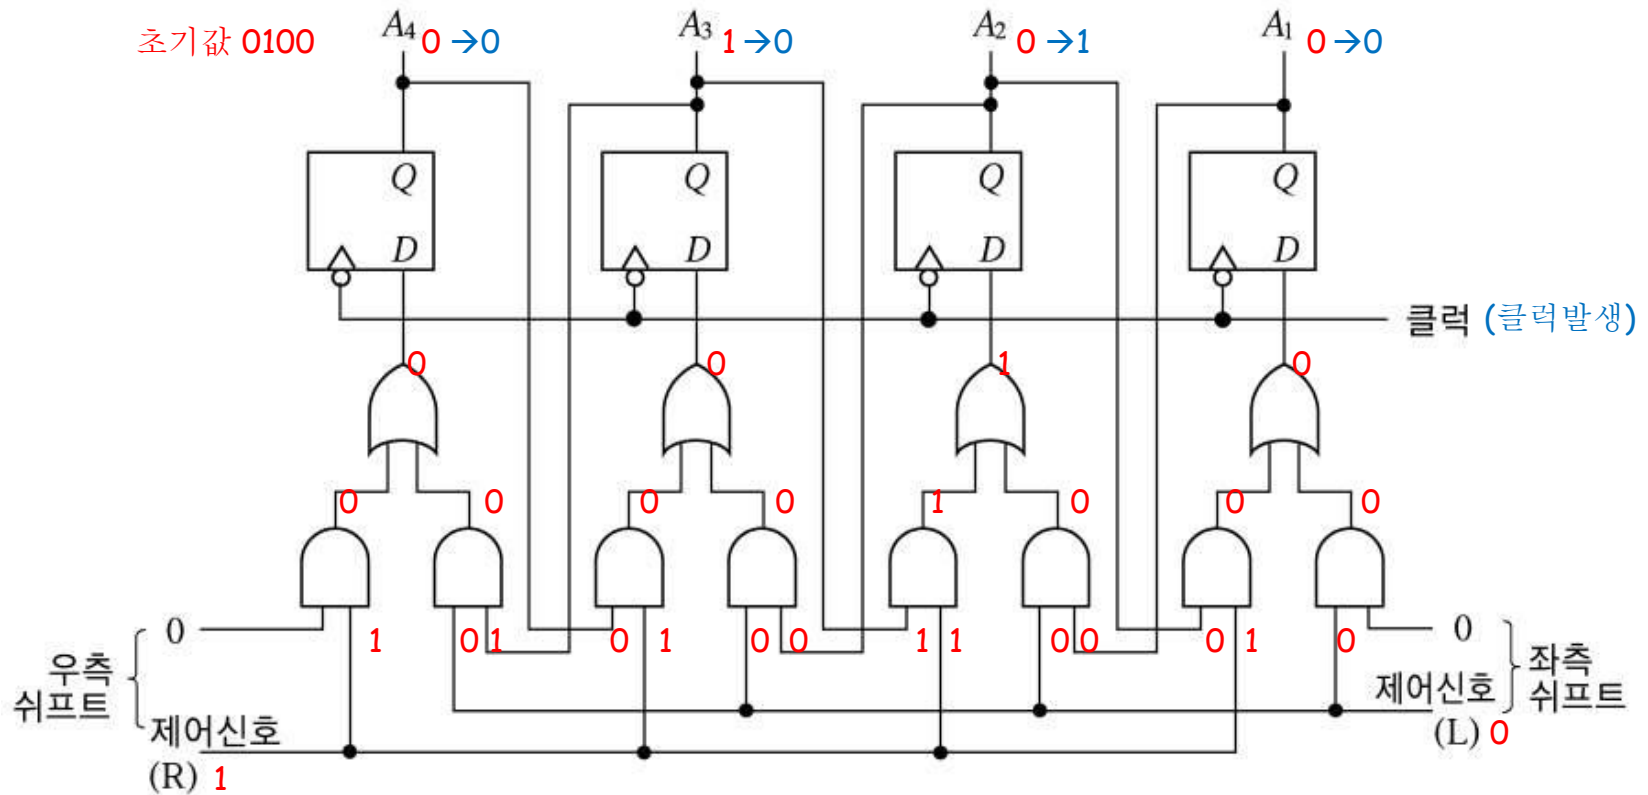 초기값 0100 A4 0 →0 A3 1 →0 A2 0 →1 A1 0 →0
Q Q Q Q
D D D D
클럭 (클럭발생)
0 0 1 0
0 0 0 0 1 0 0 0
0 1 0 1 0 1 0 0 1 1 0 0 0 1 0 0
우측 쉬프트
좌측 쉬프트
제어신호 (R) 1
제어신호 (L) 0